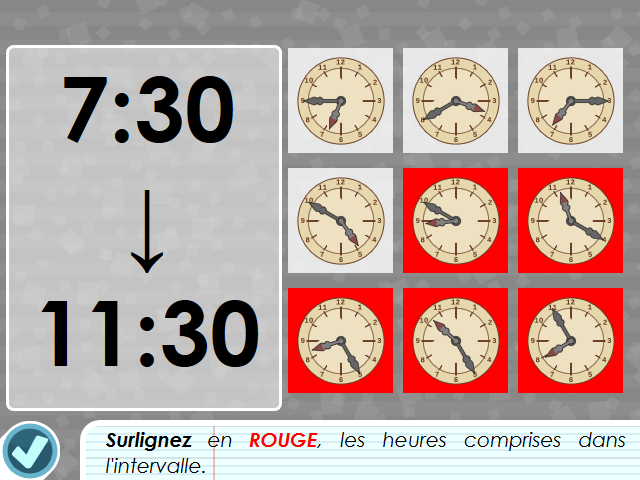 7:30
↓
11:30
Surlignez en ROUGE, les heures comprises dans
l'intervalle.